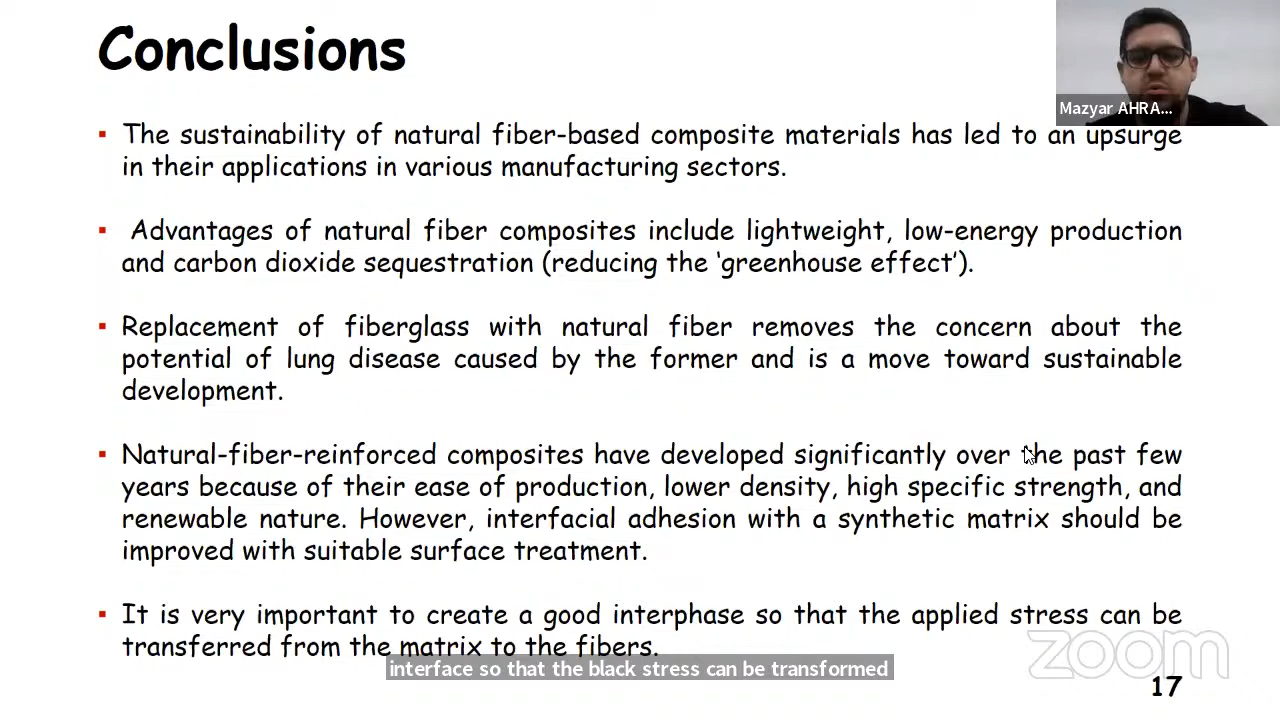 Conclusions
Mazyar AHRA...
▪ The sustainability of natural fiber-based composite materials has led to an upsurge
in their applications in various manufacturing sectors.
▪ Advantages of natural fiber composites include lightweight, low-energy production
and carbon dioxide sequestration (reducing the ‘greenhouse effect’).
▪ Replacement of fiberglass with natural fiber removes the concern about the
potential of lung disease caused by the former and is a move toward sustainable
development.
▪ Natural-fiber-reinforced composites have developed significantly over the past few
years because of their ease of production, lower density, high specific strength, and
renewable nature. However, interfacial adhesion with a synthetic matrix should be
improved with suitable surface treatment.
▪ It is very important to create a good interphase so that the applied stress can be
transferred from the matrix to the fibers.
interface so that the black stress can be transformed
zoom
17